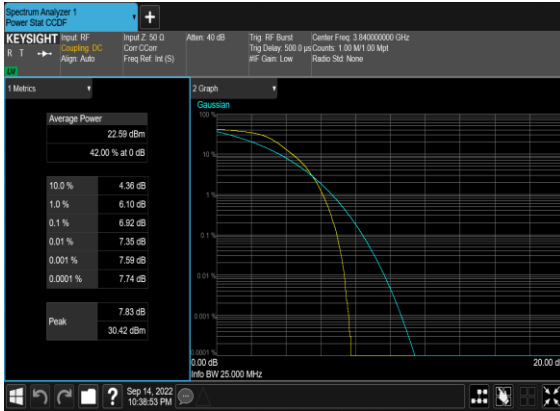 Spectrum Analyzer 1
Power Stat CCDF
+
KEYSIGHT
R T
Input: RF
Coupling: DC
Align: Auto
Input Z: 50 Ω
Corr CCorr
Freq Ref: Int (S)
Atten: 40 dB
Trig: RF Burst
Trig Delay: 500.0 µs
#IF Gain: Low
Center Freq: 3.840000000 GHz
Counts: 1.00 M/1.00 Mpt
Radio Std: None
1 Metrics
Average Power
22.59 dBm
42.00 % at 0 dB
10.0 % 4.36 dB
1.0 % 6.10 dB
0.1 % 6.92 dB
0.01 % 7.35 dB
0.001 % 7.59 dB
0.0001 % 7.74 dB
Peak
7.83 dB
30.42 dBm
2 Graph
Gaussian
100 %
10 %
1 %
0.1 %
0.01 %
0.001 %
0.0001 %
0.00 dB
20.00 d
Info BW 25.000 MHz
?
Sep 14, 2022
10:38:53 PM